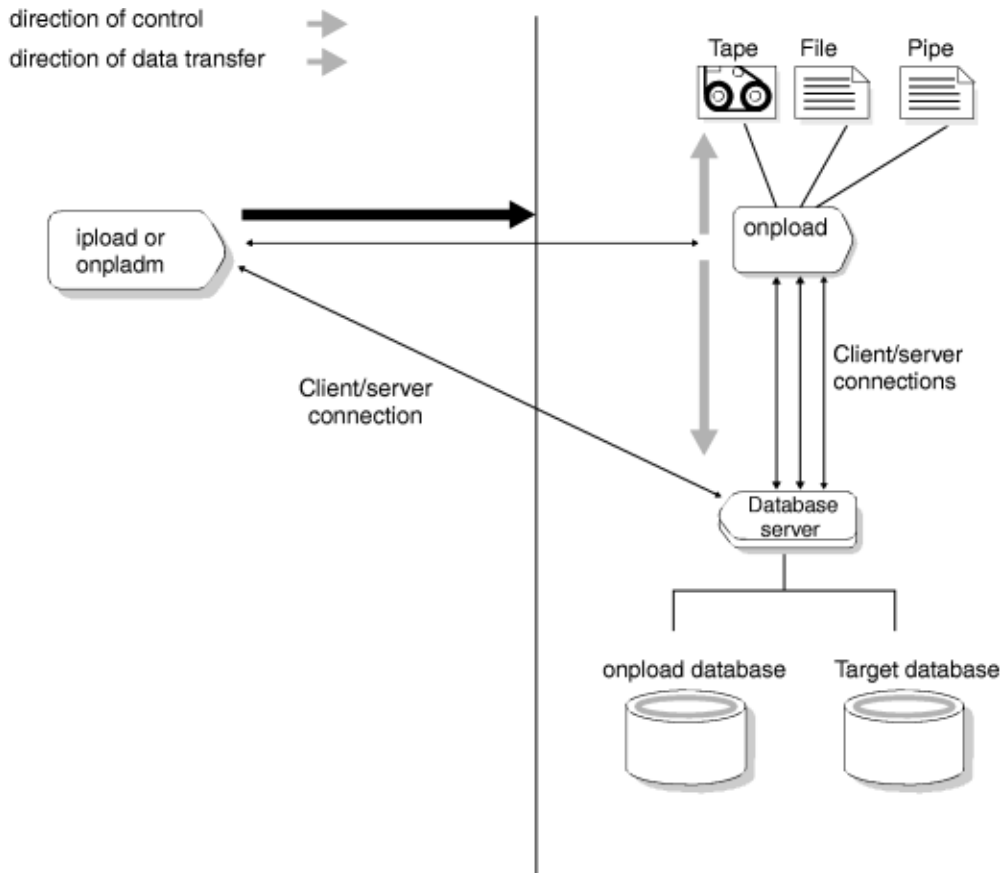 direction of control
direction of data transfer
Tape
File
Pipe
ipload or
onpladm
onpload
Client/server
connections
Client/server
connection
Database
server
onpload database
Target database